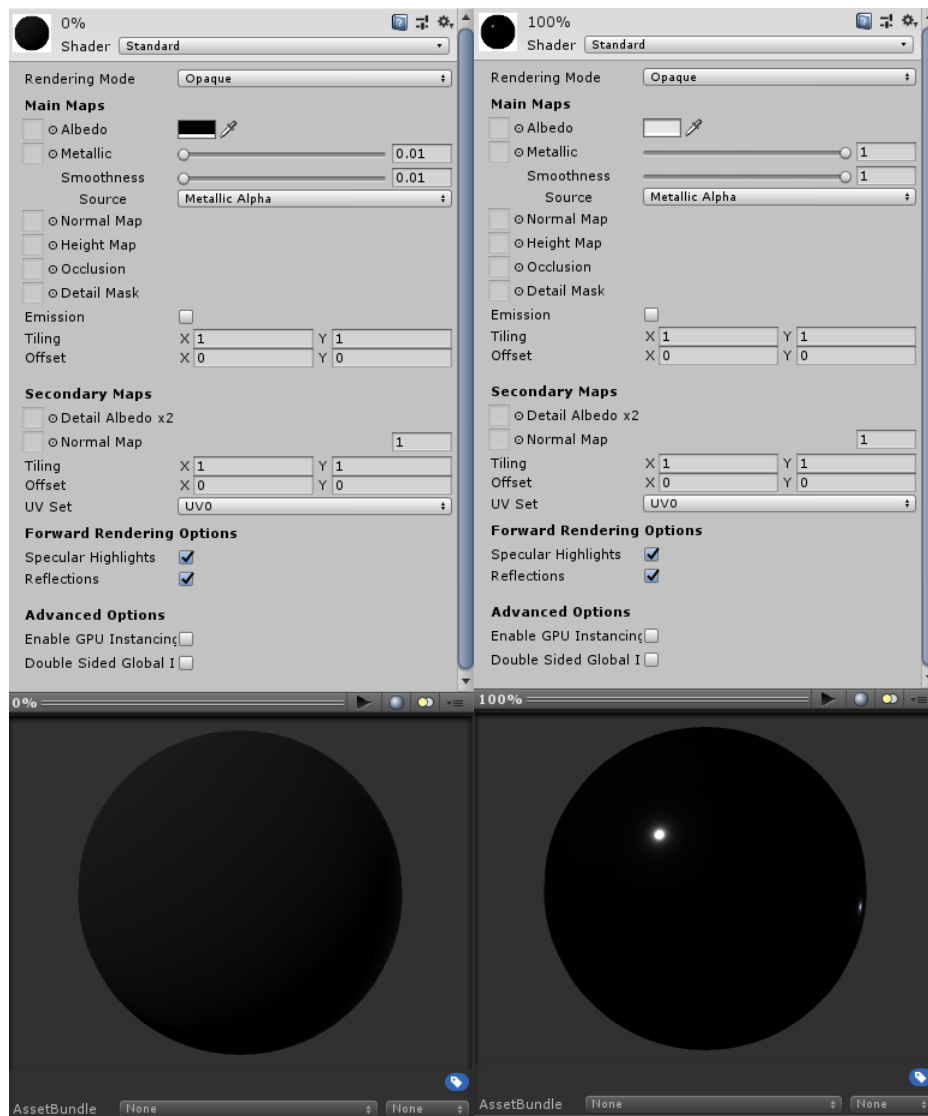 0%
Shader Standard
Rendering Mode Opaque
Main Maps
Albedo
Metallic 0.01
Smoothness 0.01
Source Metallic Alpha
Normal Map
Height Map
Occlusion
Detail Mask
Emission
Tiling X 1 Y 1
Offset X 0 Y 0
Secondary Maps
Detail Albedo x2
Normal Map 1
Tiling X 1 Y 1
Offset X 0 Y 0
UV Set UV0
Forward Rendering Options
Specular Highlights
Reflections
Advanced Options
Enable GPU Instancing
Double Sided Global I
0%
AssetBundle None None
100%
Shader Standard
Rendering Mode Opaque
Main Maps
Albedo
Metallic 1
Smoothness 1
Source Metallic Alpha
Normal Map
Height Map
Occlusion
Detail Mask
Emission
Tiling X 1 Y 1
Offset X 0 Y 0
Secondary Maps
Detail Albedo x2
Normal Map 1
Tiling X 1 Y 1
Offset X 0 Y 0
UV Set UV0
Forward Rendering Options
Specular Highlights
Reflections
Advanced Options
Enable GPU Instancing
Double Sided Global I
100%
AssetBundle None None